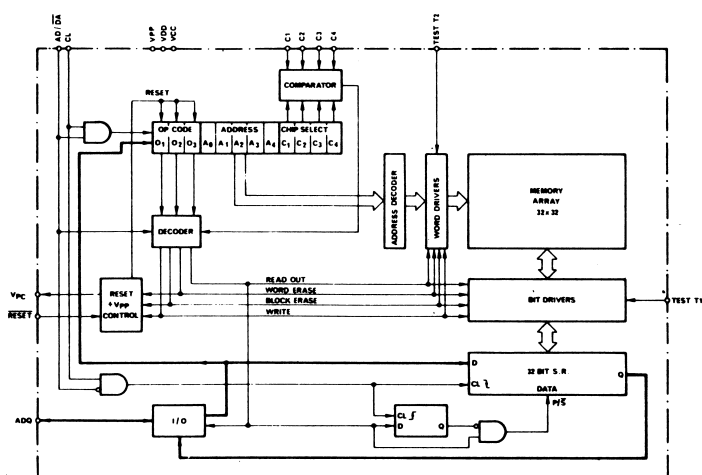 AD/DA CL VPP VDD VCC C1 C2 C3 C4 TEST T2
COMPARATOR
RESET
OP CODE ADDRESS CHIP SELECT
O1 O2 O3 A0 A1 A2 A3 A4 C1 C2 C3 C4
ADDRESS DECODER
WORD DRIVERS
MEMORY
ARRAY
32x32
DECODER
READ OUT
WORD ERASE
BLOCK ERASE
WRITE
VPC
RESET
RESET
+ VPP
CONTROL
BIT DRIVERS
TEST T1
D 32 BIT S.R. Q
CL
DATA
P/S
ADQ
I/O
CL
D Q